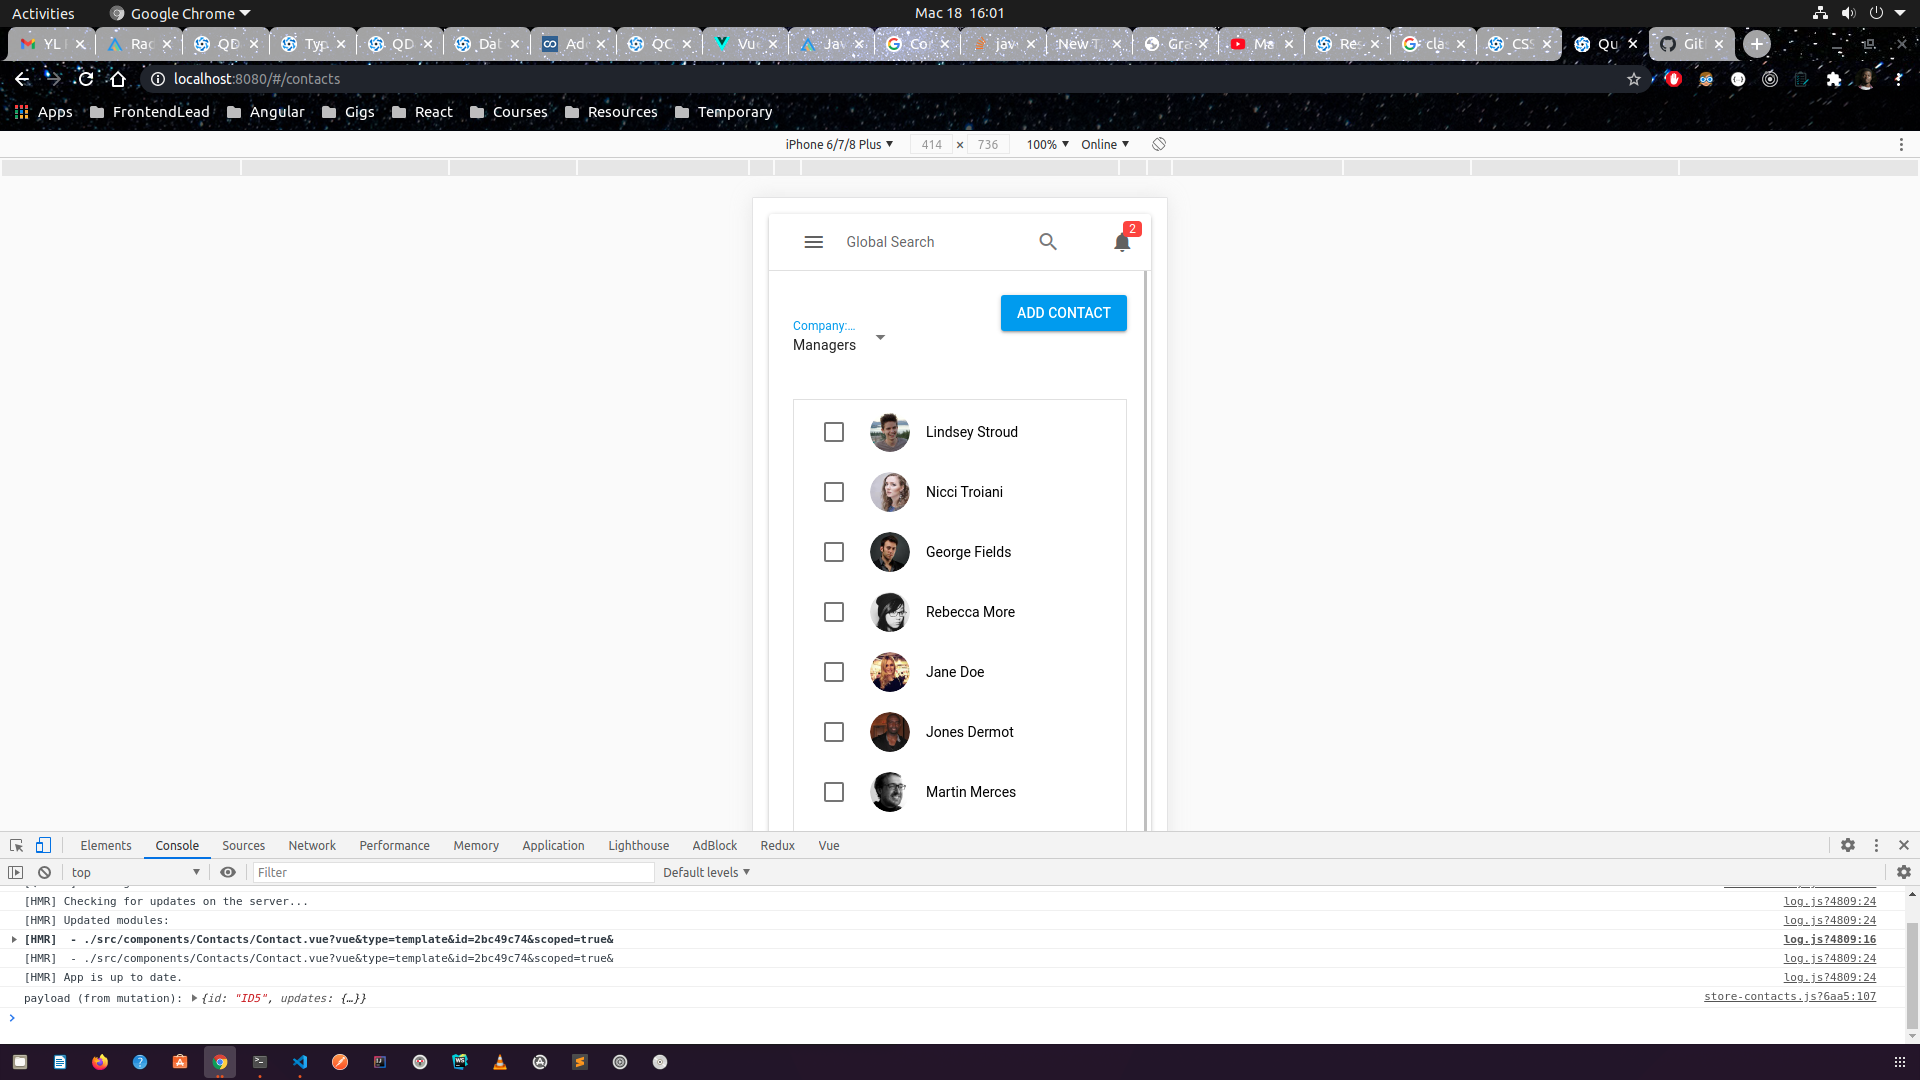 Activities
Google Chrome
Mac 18 16:01
YL
Rac
QD
Typ
QD
Dat
Ade
QC
Vue
Jav
Co
jav
New T
Gra
Ma
Res
cla
CSS
Qu
Git
localhost:8080/#/contacts
Apps
FrontendLead
Angular
Gigs
React
Courses
Resources
Temporary
iPhone 6/7/8 Plus
414 × 736
100%
Online
Global Search
2
ADD CONTACT
Company:...
Managers
Lindsey Stroud
Nicci Troiani
George Fields
Rebecca More
Jane Doe
Jones Dermot
Martin Merces
Elements
Console
Sources
Network
Performance
Memory
Application
Lighthouse
AdBlock
Redux
Vue
top
Filter
Default levels
[HMR] Checking for updates on the server... log.js?4809:24
[HMR] Updated modules: log.js?4809:24
[HMR]  - ./src/components/Contacts/Contact.vue?vue&type=template&id=2bc49c74&scoped=true& log.js?4809:16
[HMR]  - ./src/components/Contacts/Contact.vue?vue&type=template&id=2bc49c74&scoped=true& log.js?4809:24
[HMR] App is up to date. log.js?4809:24
payload (from mutation): {id: "ID5", updates: {…}} store-contacts.js?6aa5:107